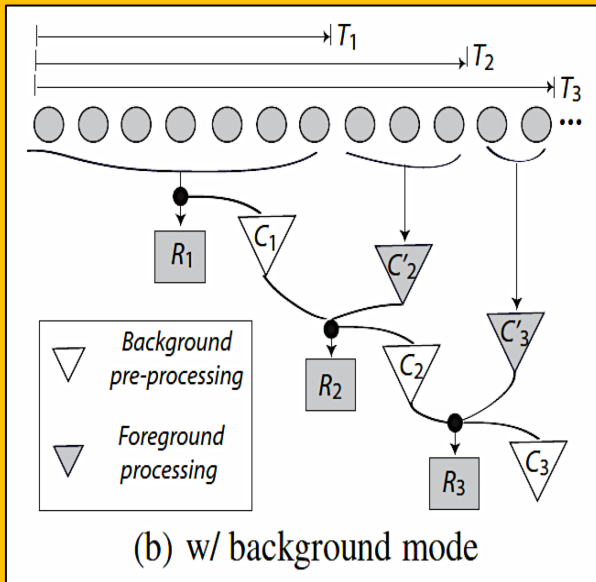 T1
T2
T3
...
R1
C1
C'2
R2
C2
C'3
R3
C3
Background
pre-processing
Foreground
processing
(b) w/ background mode